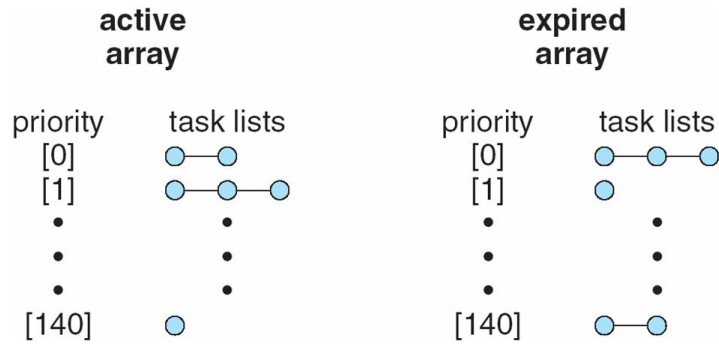 active
array
expired
array
priority task lists
[0]
[1]
[140]
priority task lists
[0]
[1]
[140]